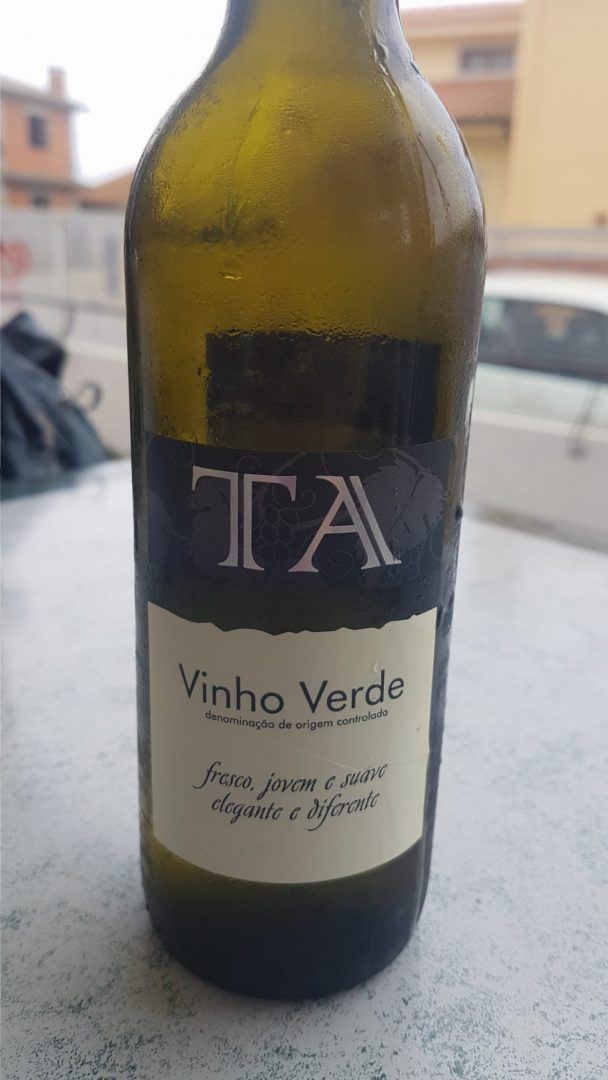 TA
Vinho Verde
denominação de origem controlada
fresco, jovem e suave
elegante e diferente